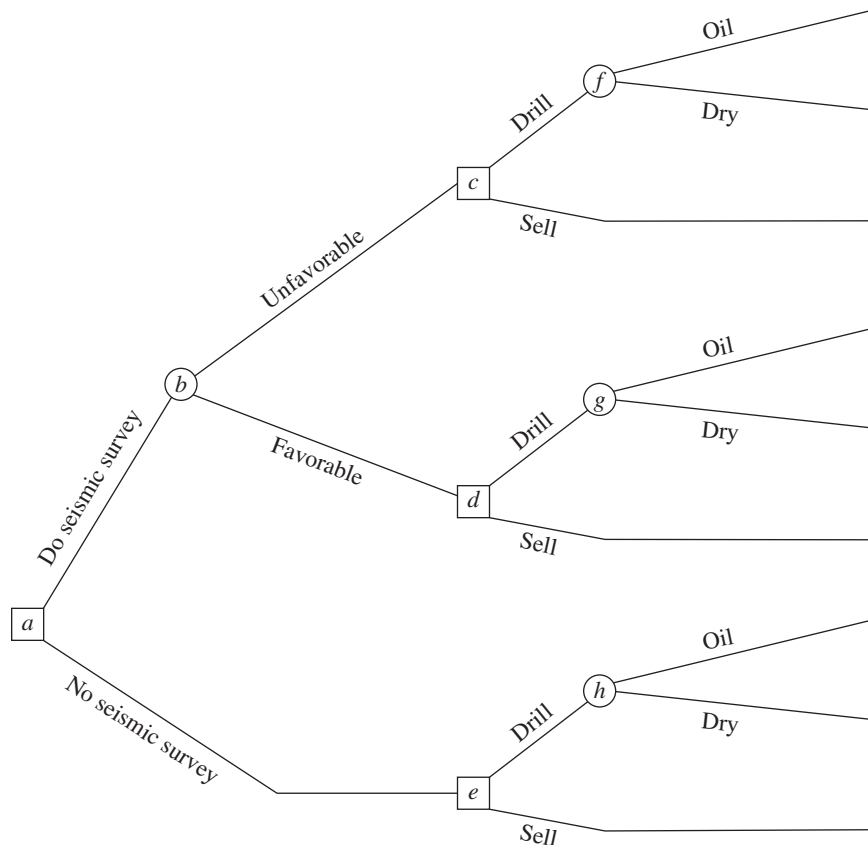 Oil
f
Drill
Dry
c
Sell
Unfavorable
Oil
b
g
Drill
Dry
Favorable
d
Sell
Do seismic survey
a
Oil
h
No seismic survey
Drill
Dry
e
Sell